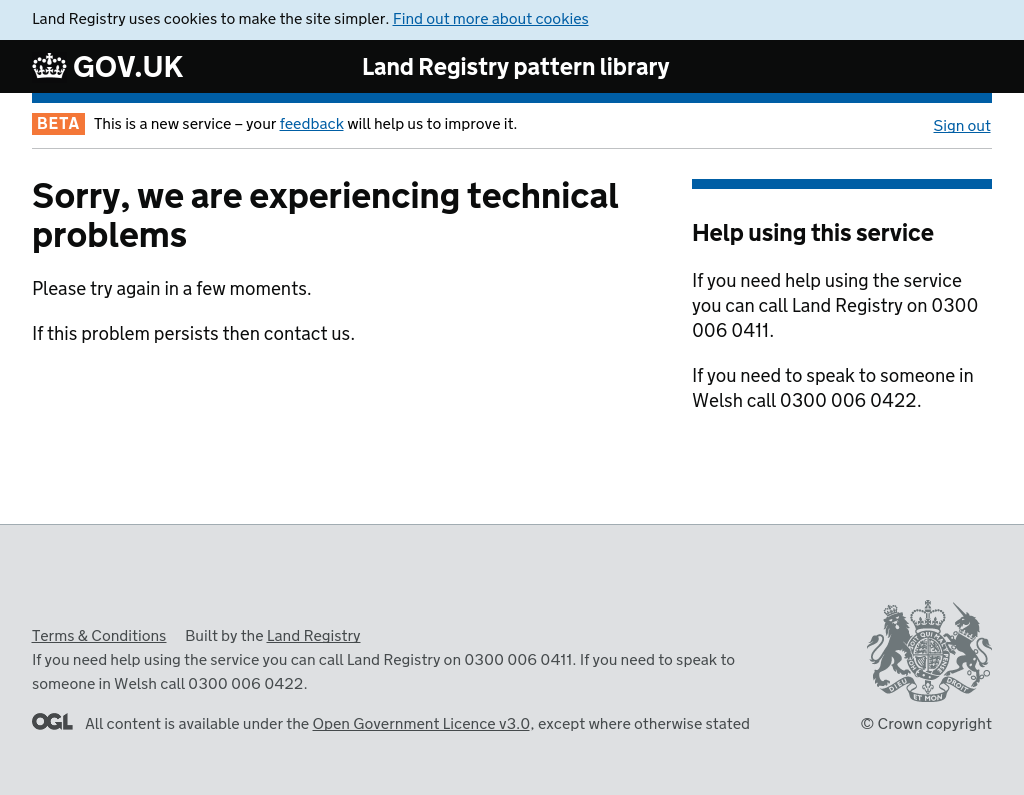 Land Registry uses cookies to make the site simpler. Find out more about cookies
GOV.UK
Land Registry pattern library
BETA This is a new service – your feedback will help us to improve it.
Sign out
Sorry, we are experiencing technical
problems
Please try again in a few moments.
If this problem persists then contact us.
Help using this service
If you need help using the service
you can call Land Registry on 0300
006 0411.
If you need to speak to someone in
Welsh call 0300 006 0422.
Terms & Conditions Built by the Land Registry
If you need help using the service you can call Land Registry on 0300 006 0411. If you need to speak to
someone in Welsh call 0300 006 0422.
OGL All content is available under the Open Government Licence v3.0, except where otherwise stated
DIEU ET MON DROIT
© Crown copyright